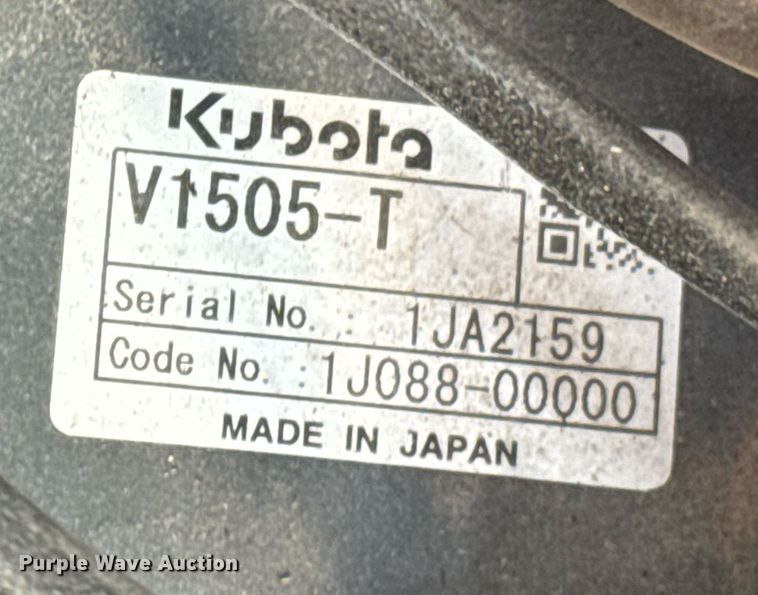 Kubota
V1505-T
Serial No. : 1JA2159
Code No. : 1J088-00000
MADE IN JAPAN
Purple Wave Auction